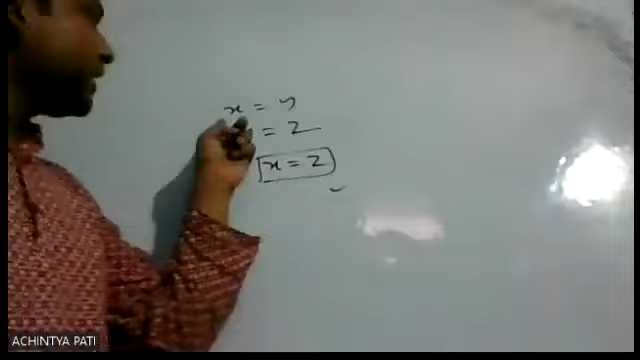 x = y
= 2
x = 2
ACHINTYA PATI